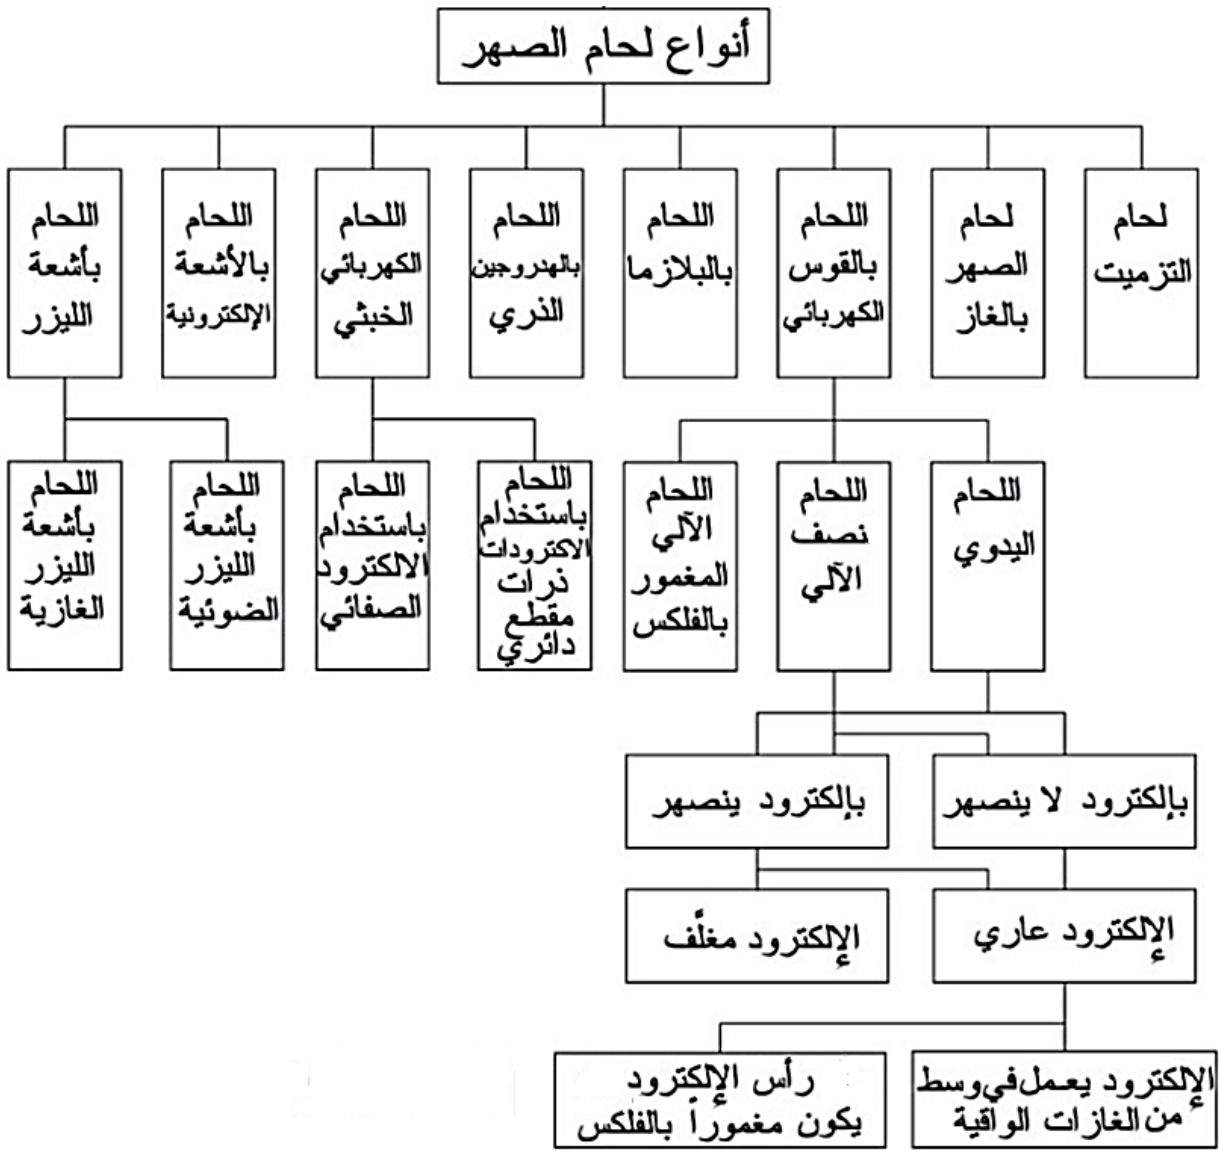 أنواع لحام الصهر
لحام
التزميت
لحام
الصهر
بالغاز
اللحام
بالقوس
الكهربائي
اللحام
بالبلازما
اللحام
بالهدروجين
الذري
اللحام
الكهربائي
الخبثي
اللحام
بالأشعة
الإلكترونية
اللحام
بأشعة
الليزر
اللحام
اليدوي
اللحام
نصف
الآلي
اللحام
الآلي
المغمور
بالفلكس
اللحام
باستخدام
الاكترودات
ذرات
مقطع
دائري
اللحام
باستخدام
الالكترود
الصفائي
اللحام
بأشعة
الليزر
الضوئية
اللحام
بأشعة
الليزر
الغازية
بإلكترود لا ينصهر
بإلكترود ينصهر
الإلكترود عاري
الإلكترود مغلَّف
الإلكترود يعمل في وسط
من الغازات الواقية
رأس الإلكترود
يكون مغموراً بالفلكس